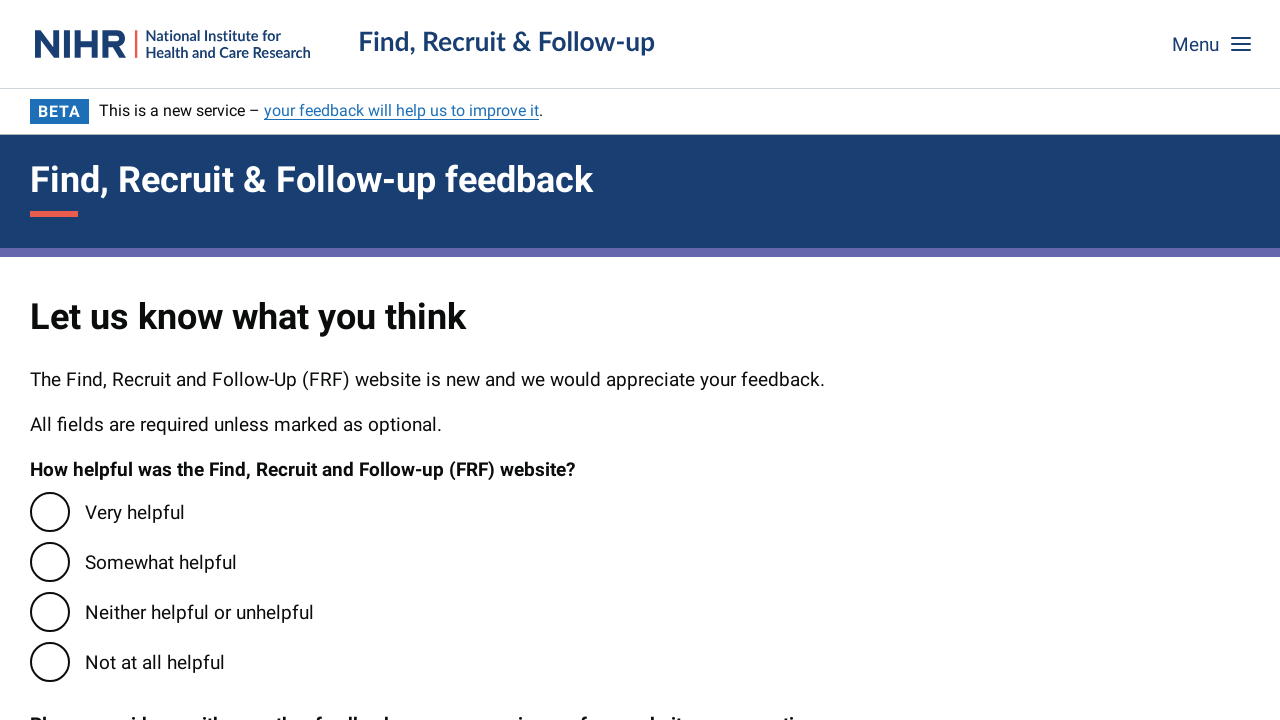 NIHR National Institute for
Health and Care Research
Find, Recruit & Follow-up
Menu
BETA This is a new service – your feedback will help us to improve it.
Find, Recruit & Follow-up feedback
Let us know what you think
The Find, Recruit and Follow-Up (FRF) website is new and we would appreciate your feedback.
All fields are required unless marked as optional.
How helpful was the Find, Recruit and Follow-up (FRF) website?
Very helpful
Somewhat helpful
Neither helpful or unhelpful
Not at all helpful